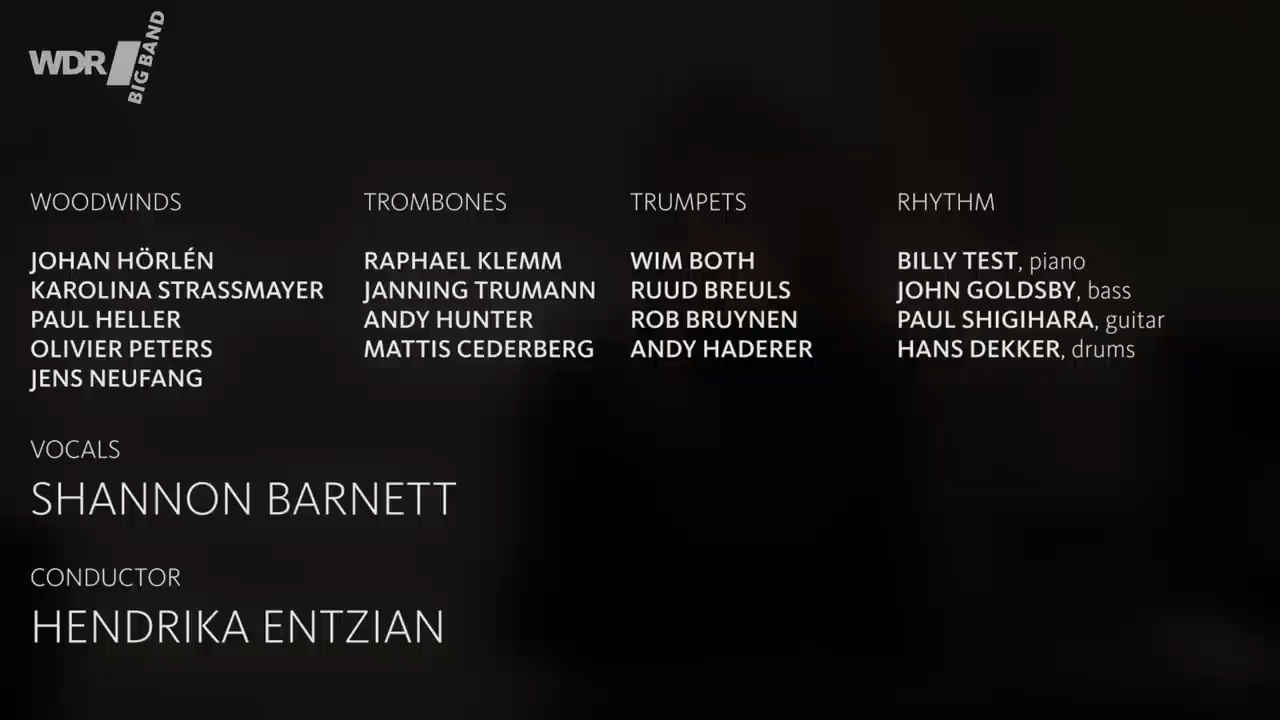 WDR BIG BAND
WOODWINDS
JOHAN HÖRLÉN
KAROLINA STRASSMAYER
PAUL HELLER
OLIVIER PETERS
JENS NEUFANG
TROMBONES
RAPHAEL KLEMM
JANNING TRUMANN
ANDY HUNTER
MATTIS CEDERBERG
TRUMPETS
WIM BOTH
RUUD BREULS
ROB BRUYNEN
ANDY HADERER
RHYTHM
BILLY TEST, piano
JOHN GOLDSBY, bass
PAUL SHIGIHARA, guitar
HANS DEKKER, drums
VOCALS
SHANNON BARNETT
CONDUCTOR
HENDRIKA ENTZIAN